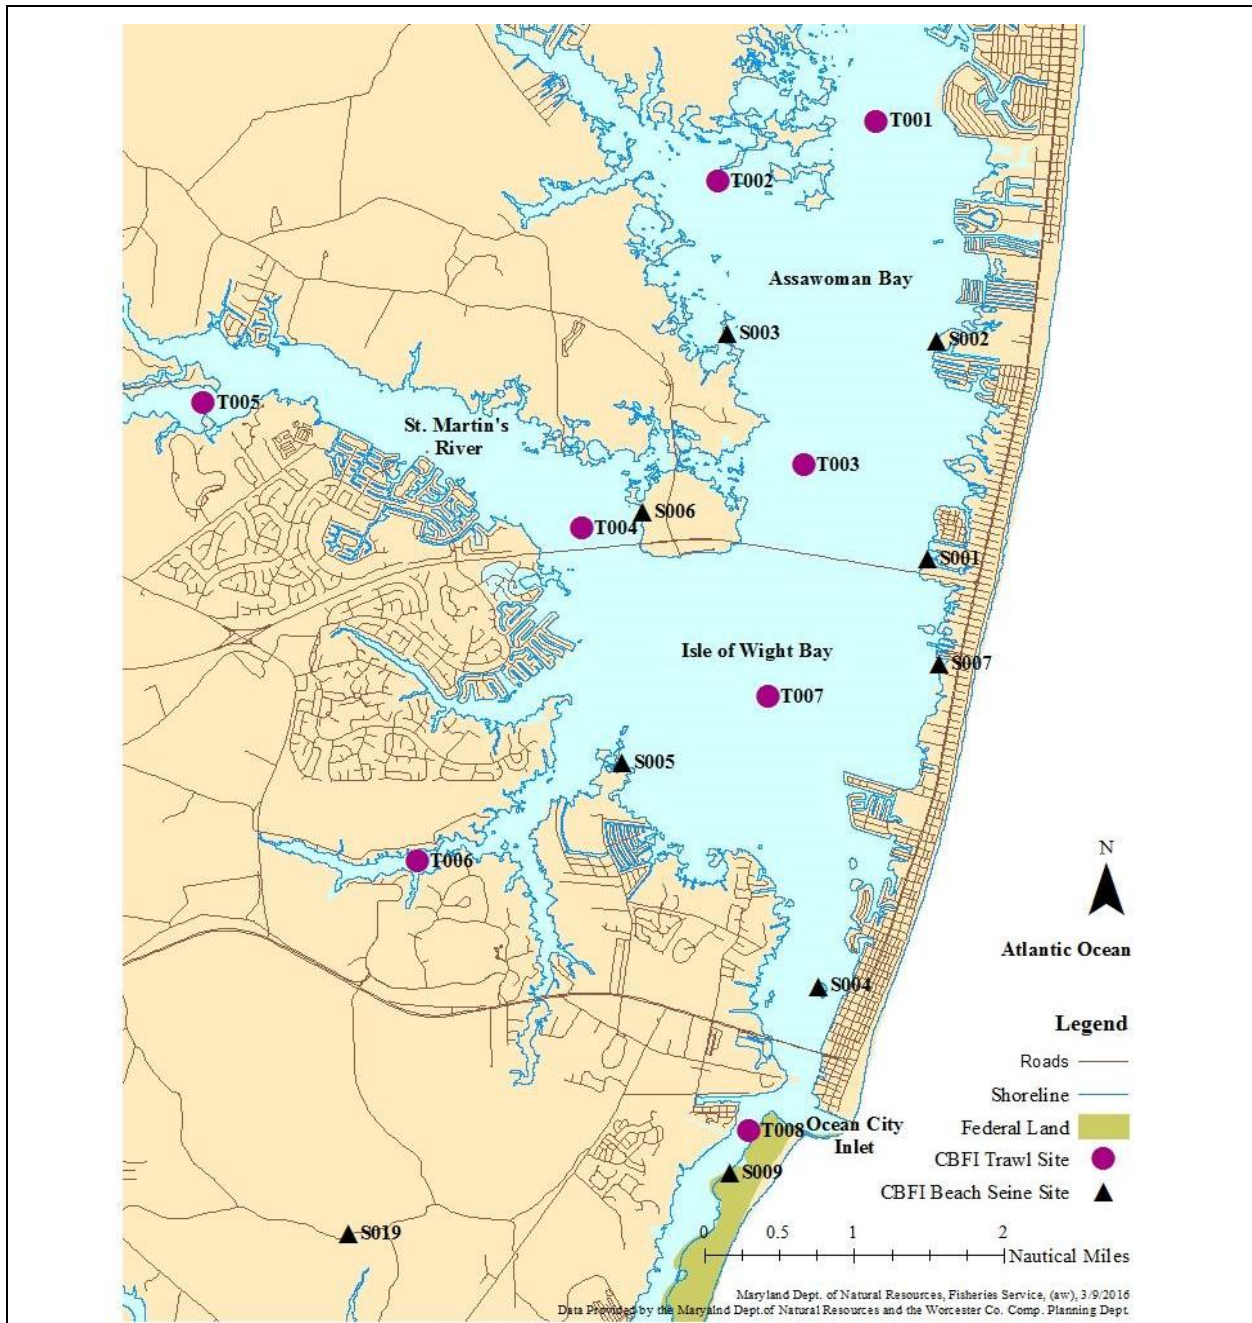 T001
T002
Assawoman Bay
S003
S002
T005
St. Martin's
River
T003
S006
T004
S001
Isle of Wight Bay
S007
T007
S005
T006
N
Atlantic Ocean
S004
Legend
Roads
Shoreline
Federal Land
CBFI Trawl Site
CBFI Beach Seine Site
T008
Ocean City
Inlet
S009
S019
0 0.5 1 2
Nautical Miles
Maryland Dept. of Natural Resources, Fisheries Service, (aw), 3/9/2016
Data Provided by the Maryalnd Dept.of Natural Resources and the Worcester Co. Comp. Planning Dept.